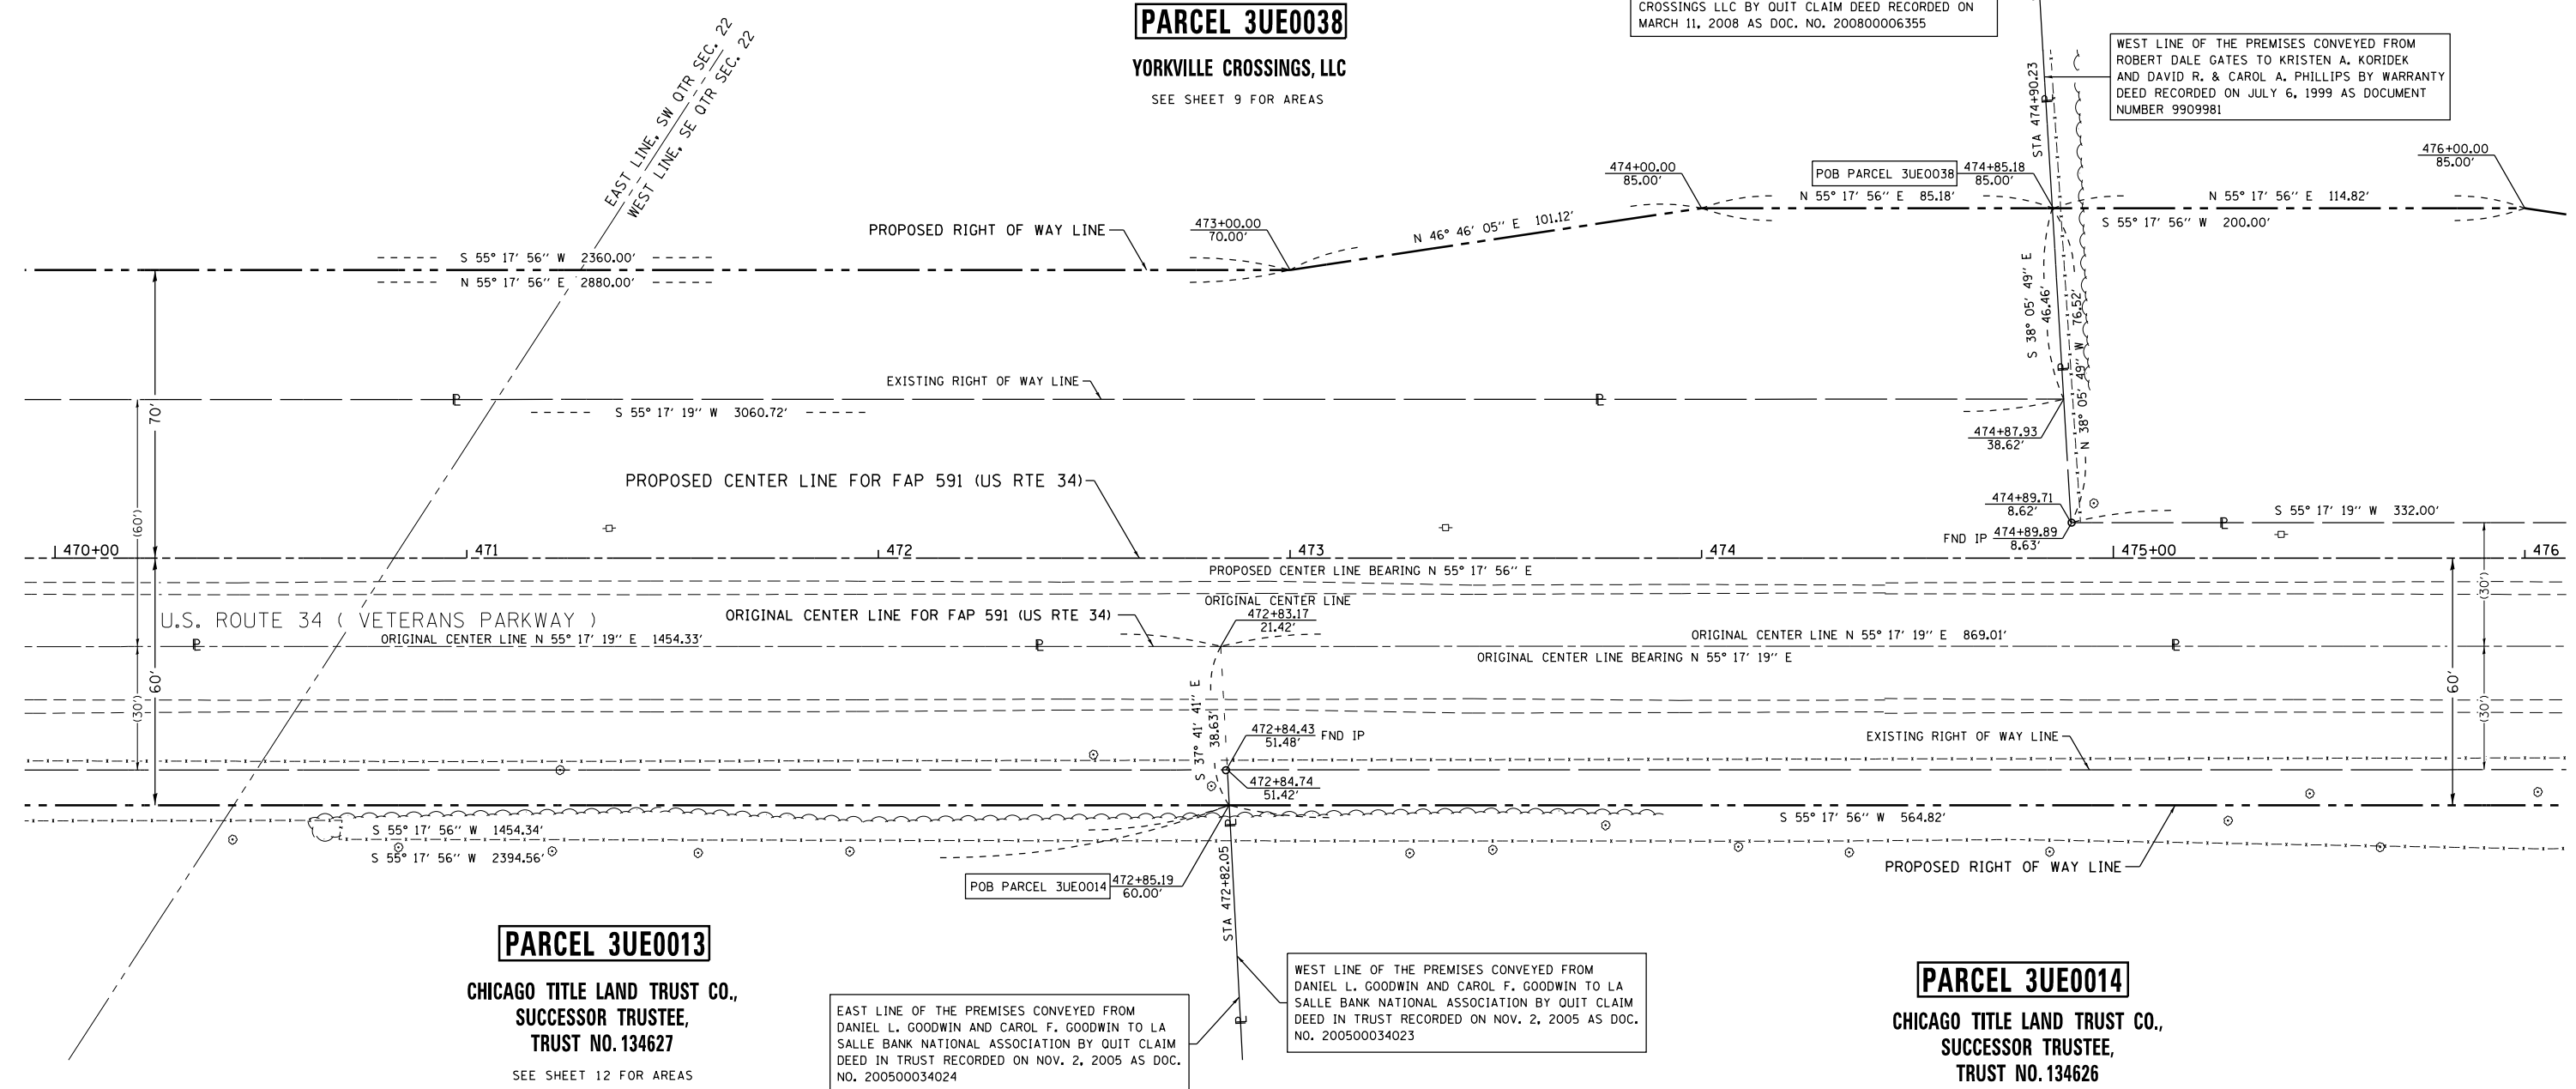 PARCEL 3UE0038
YORKVILLE CROSSINGS, LLC
SEE SHEET 9 FOR AREAS
CROSSINGS LLC BY QUIT CLAIM DEED RECORDED ON
MARCH 11, 2008 AS DOC. NO. 200800006355
WEST LINE OF THE PREMISES CONVEYED FROM
ROBERT DALE GATES TO KRISTEN A. KORIDEK
AND DAVID R. & CAROL A. PHILLIPS BY WARRANTY
DEED RECORDED ON JULY 6, 1999 AS DOCUMENT
NUMBER 9909981
EAST LINE, SW QTR SEC. 22
WEST LINE, SE QTR SEC. 22
STA 474+90.23
PL
474+00.00
85.00'
POB PARCEL 3UE0038
474+85.18
85.00'
476+00.00
85.00'
N 55° 17' 56" E 85.18'
N 55° 17' 56" E 114.82'
S 55° 17' 56" W 200.00'
PROPOSED RIGHT OF WAY LINE
473+00.00
70.00'
N 46° 46' 05" E 101.12'
S 55° 17' 56" W 2360.00'
N 55° 17' 56" E 2880.00'
S 38° 05' 49" E
46.46'
N 38° 05' 49" W 76.52'
PL
70'
EXISTING RIGHT OF WAY LINE
PL
PL
S 55° 17' 19" W 3060.72'
474+87.93
38.62'
PROPOSED CENTER LINE FOR FAP 591 (US RTE 34)
474+89.71
8.62'
FND IP
474+89.89
8.63'
S 55° 17' 19" W 332.00'
PL
(60')
470+00
471
472
473
474
475+00
476
PROPOSED CENTER LINE BEARING N 55° 17' 56" E
(30')
U.S. ROUTE 34 ( VETERANS PARKWAY )
ORIGINAL CENTER LINE FOR FAP 591 (US RTE 34)
ORIGINAL CENTER LINE
472+83.17
21.42'
PL
ORIGINAL CENTER LINE N 55° 17' 19" E 1454.33'
PL
ORIGINAL CENTER LINE N 55° 17' 19" E 869.01'
PL
ORIGINAL CENTER LINE BEARING N 55° 17' 19" E
60'
(30')
60'
(30')
S 37° 41' 41" E
38.63'
472+84.43
51.48'
FND IP
472+84.74
51.42'
EXISTING RIGHT OF WAY LINE
S 55° 17' 56" W 1454.34'
S 55° 17' 56" W 2394.56'
PL
S 55° 17' 56" W 564.82'
PROPOSED RIGHT OF WAY LINE
POB PARCEL 3UE0014
472+85.19
60.00'
STA 472+82.05
PL
PARCEL 3UE0013
CHICAGO TITLE LAND TRUST CO.,
SUCCESSOR TRUSTEE,
TRUST NO. 134627
SEE SHEET 12 FOR AREAS
EAST LINE OF THE PREMISES CONVEYED FROM
DANIEL L. GOODWIN AND CAROL F. GOODWIN TO LA
SALLE BANK NATIONAL ASSOCIATION BY QUIT CLAIM
DEED IN TRUST RECORDED ON NOV. 2, 2005 AS DOC.
NO. 200500034024
WEST LINE OF THE PREMISES CONVEYED FROM
DANIEL L. GOODWIN AND CAROL F. GOODWIN TO LA
SALLE BANK NATIONAL ASSOCIATION BY QUIT CLAIM
DEED IN TRUST RECORDED ON NOV. 2, 2005 AS DOC.
NO. 200500034023
PARCEL 3UE0014
CHICAGO TITLE LAND TRUST CO.,
SUCCESSOR TRUSTEE,
TRUST NO. 134626